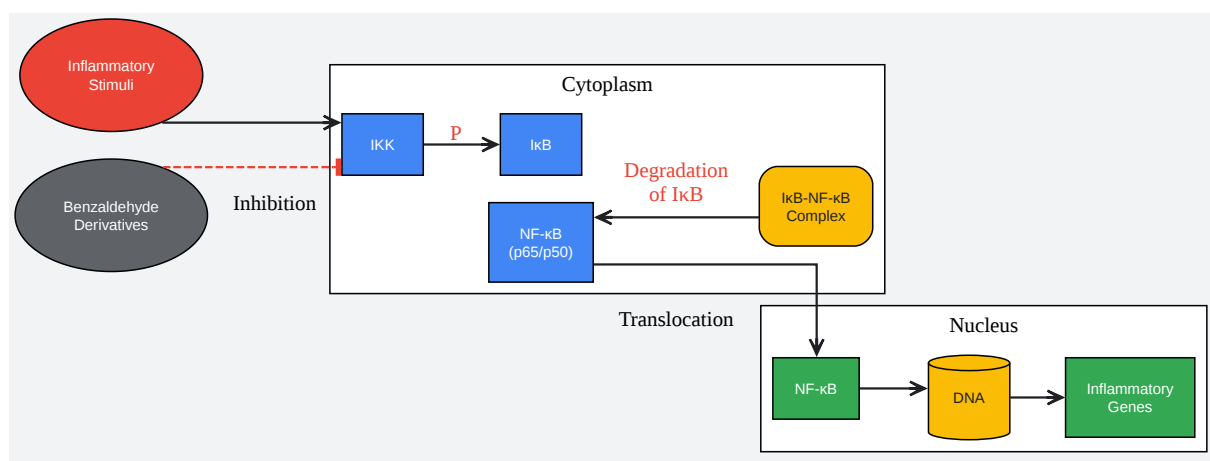 Inflammatory
Stimuli
Cytoplasm
IKK
P
IκB
Benzaldehyde
Derivatives
Inhibition
Degradation
of IκB
IκB-NF-κB
Complex
NF-κB
(p65/p50)
Translocation
Nucleus
NF-κB
DNA
Inflammatory
Genes